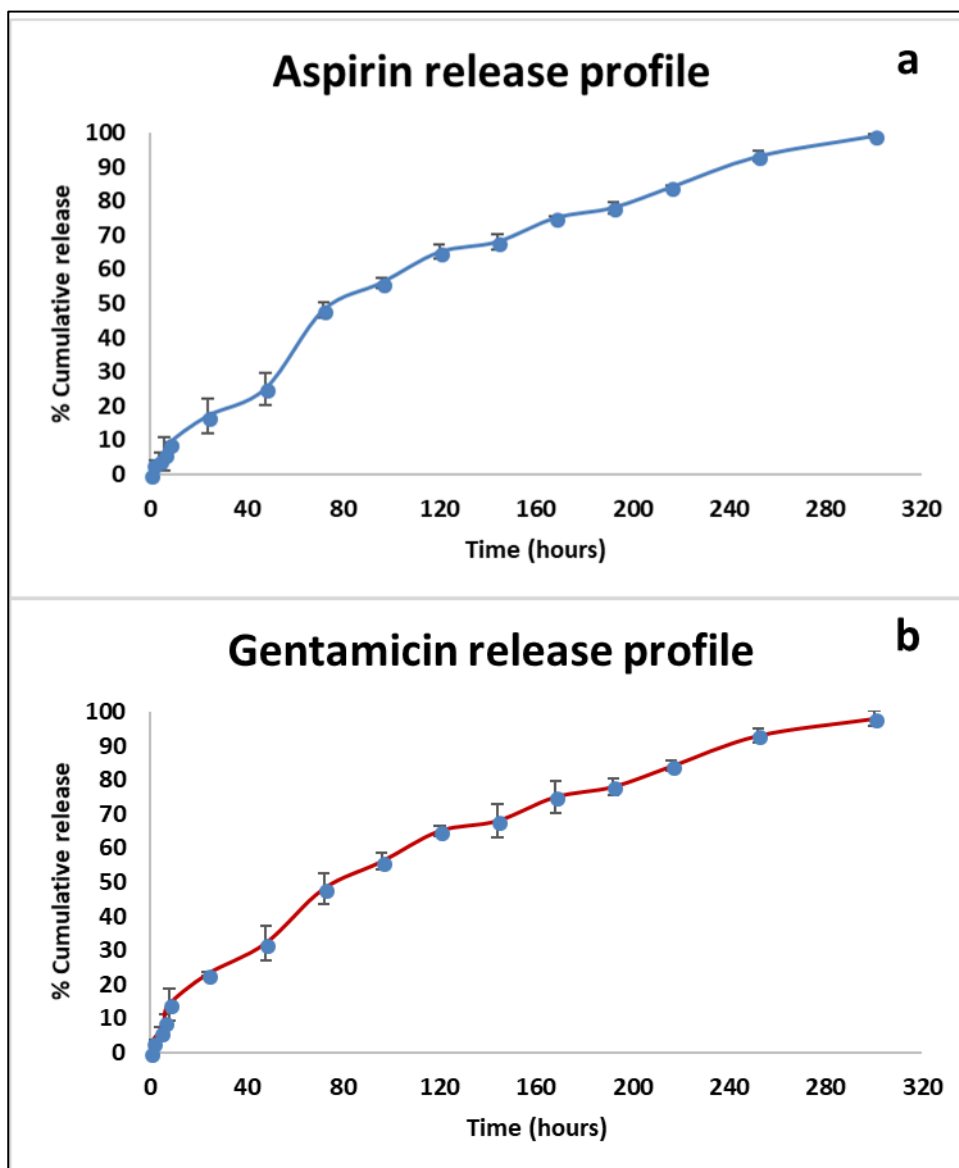 Aspirin release profile
a
100
90
80
70
60
50
40
30
20
10
0
% Cumulative release
0 40 80 120 160 200 240 280 320
Time (hours)
Gentamicin release profile
b
100
90
80
70
60
50
40
30
20
10
0
% Cumulative release
0 40 80 120 160 200 240 280 320
Time (hours)